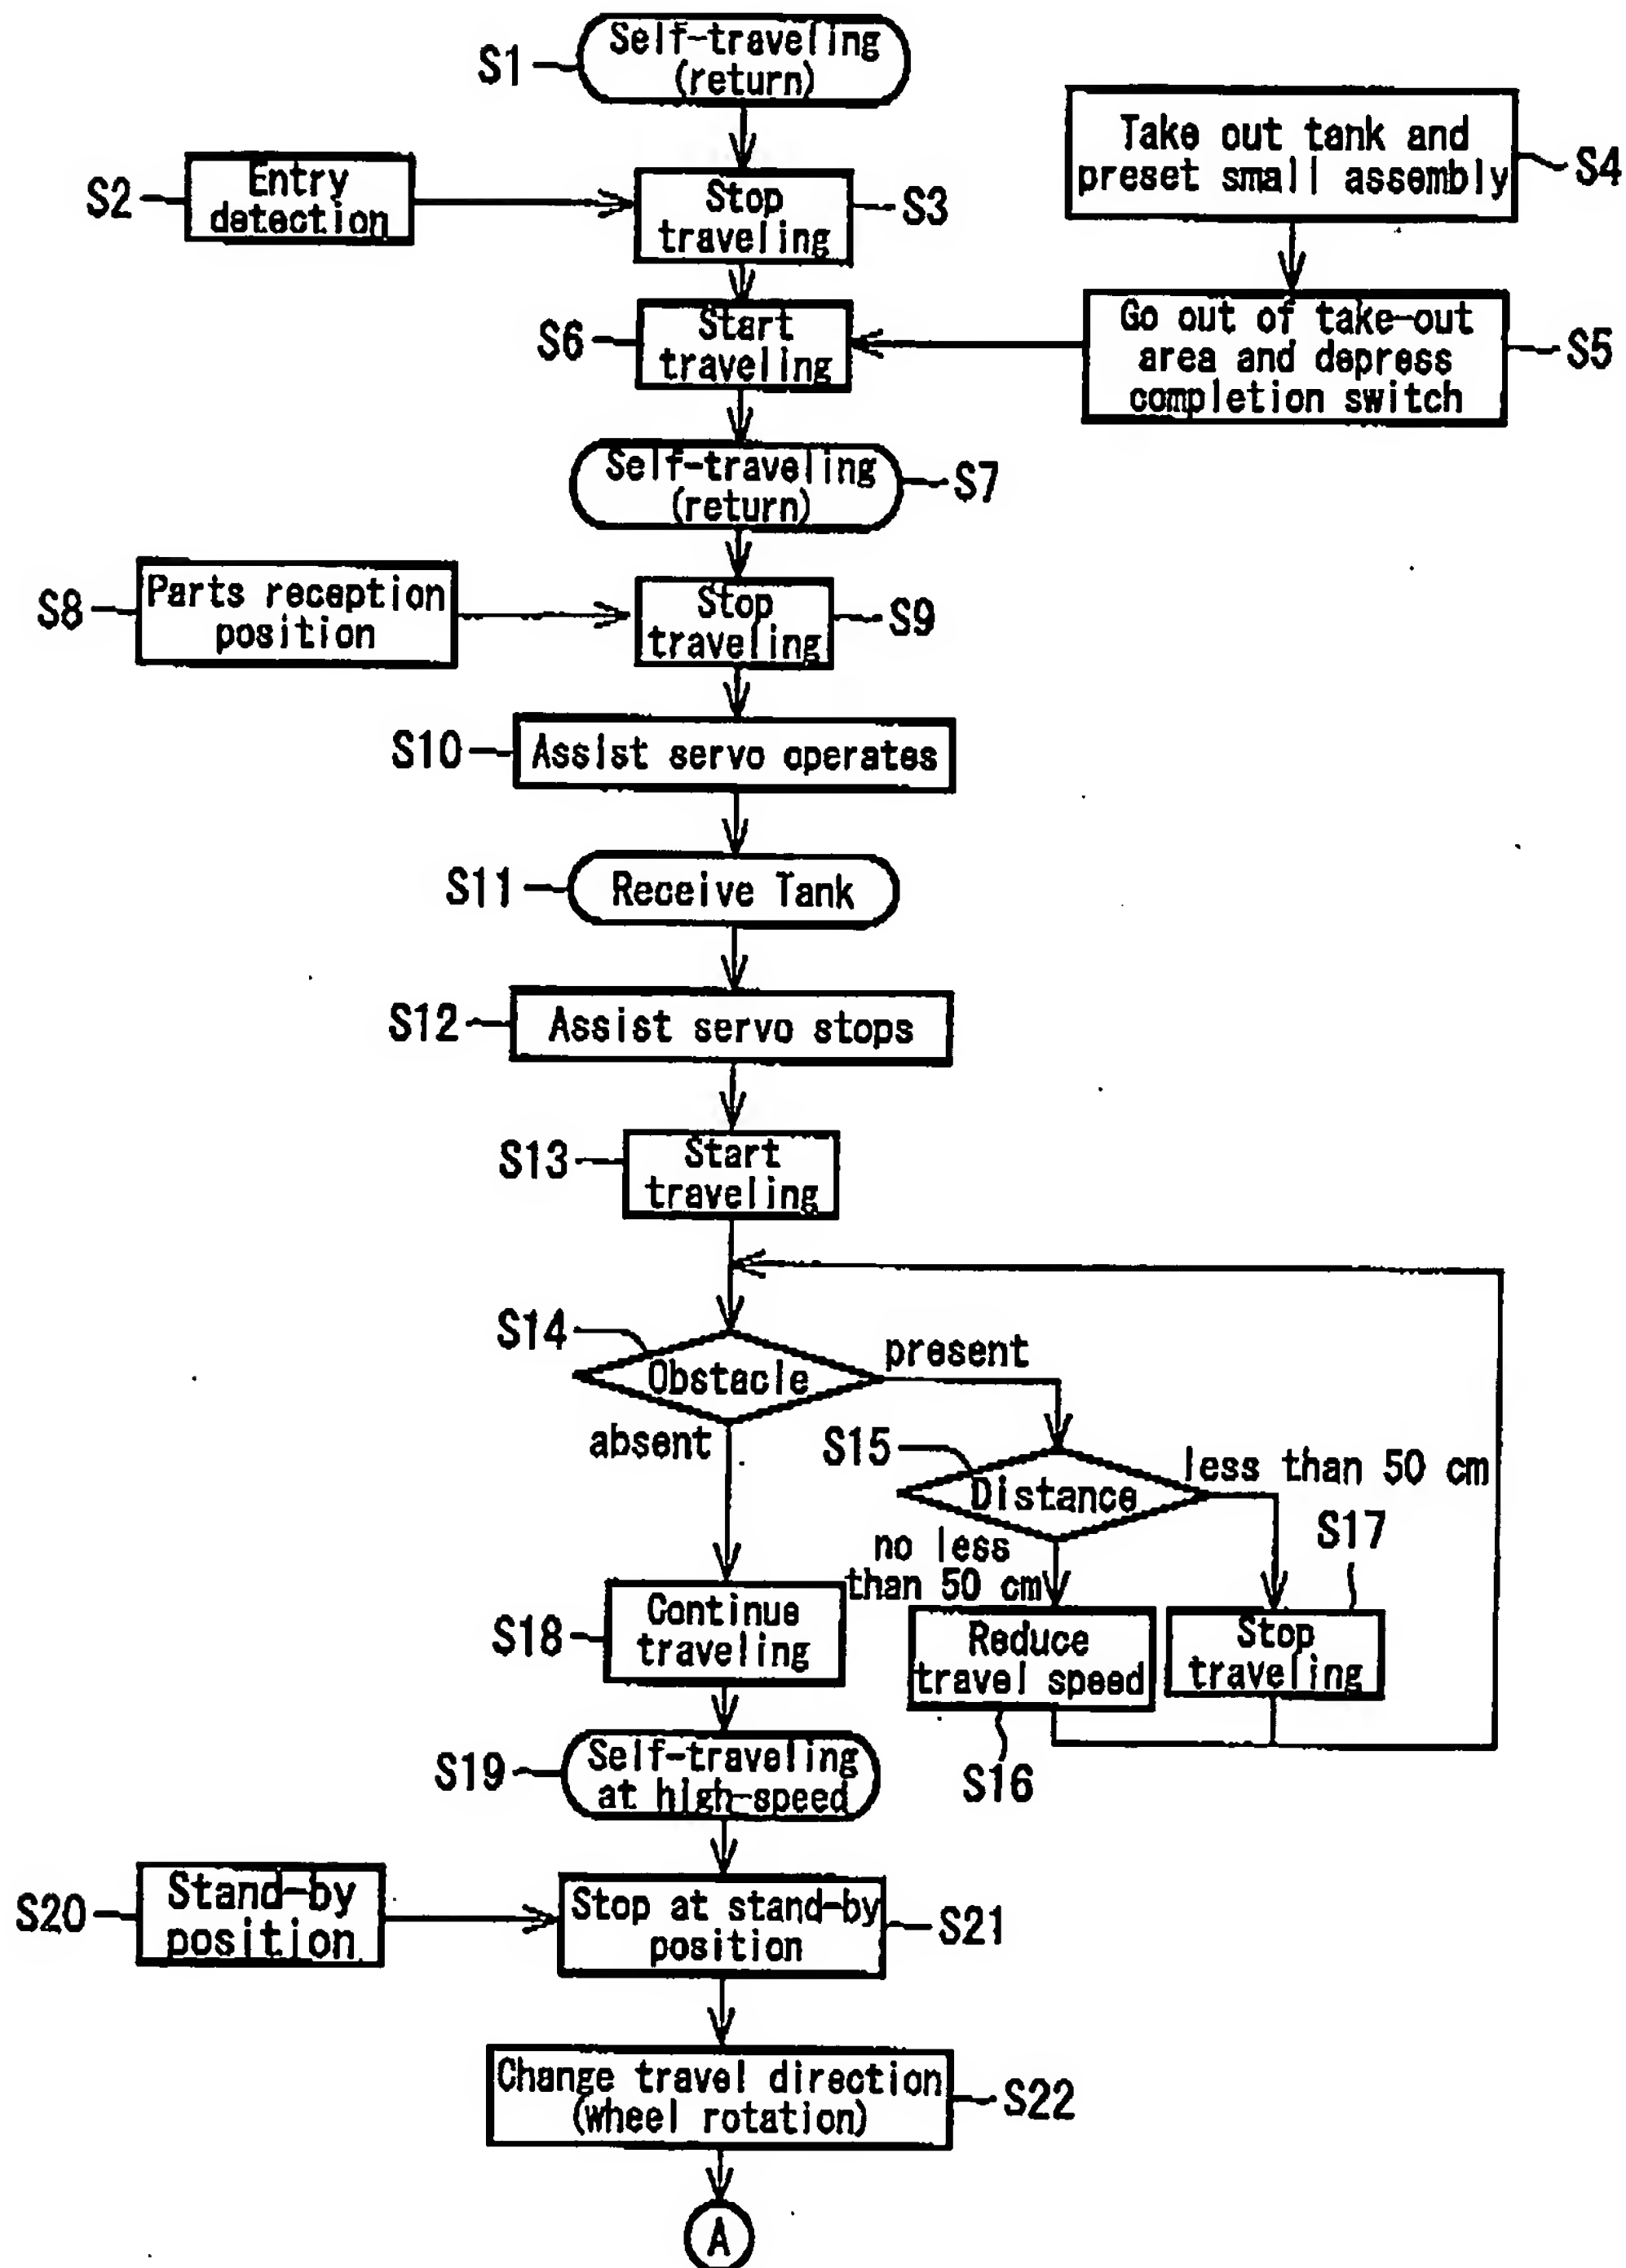 S1
Self-traveling
(return)
S2
Entry
detection
Stop
traveling
S3
Take out tank and
preset small assembly
S4
S6
Start
traveling
Go out of take-out
area and depress
completion switch
S5
Self-traveling
(return)
S7
S8
Parts reception
position
Stop
traveling
S9
S10
Assist servo operates
S11
Receive Tank
S12
Assist servo stops
S13
Start
traveling
S14
Obstacle
present
absent
S15
Distance
less than 50 cm
no less
than 50 cm
S17
S18
Continue
traveling
Reduce
travel speed
Stop
traveling
S16
S19
Self-traveling
at high-speed
S20
Stand-by
position
Stop at stand-by
position
S21
Change travel direction
(wheel rotation)
S22
A